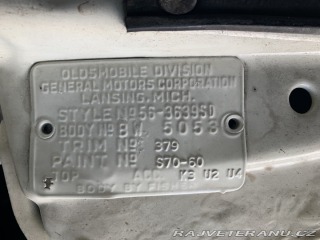 OLDSMOBILE DIVISION
GENERAL MOTORS CORPORATION
LANSING, MICH.
STYLE Nº 56-3639SD
BODY Nº BW 5053
TRIM Nº 379
PAINT Nº S70-60
TOP ACC K3 U2 U4
BODY BY FISHER
RAJVETERANU.CZ